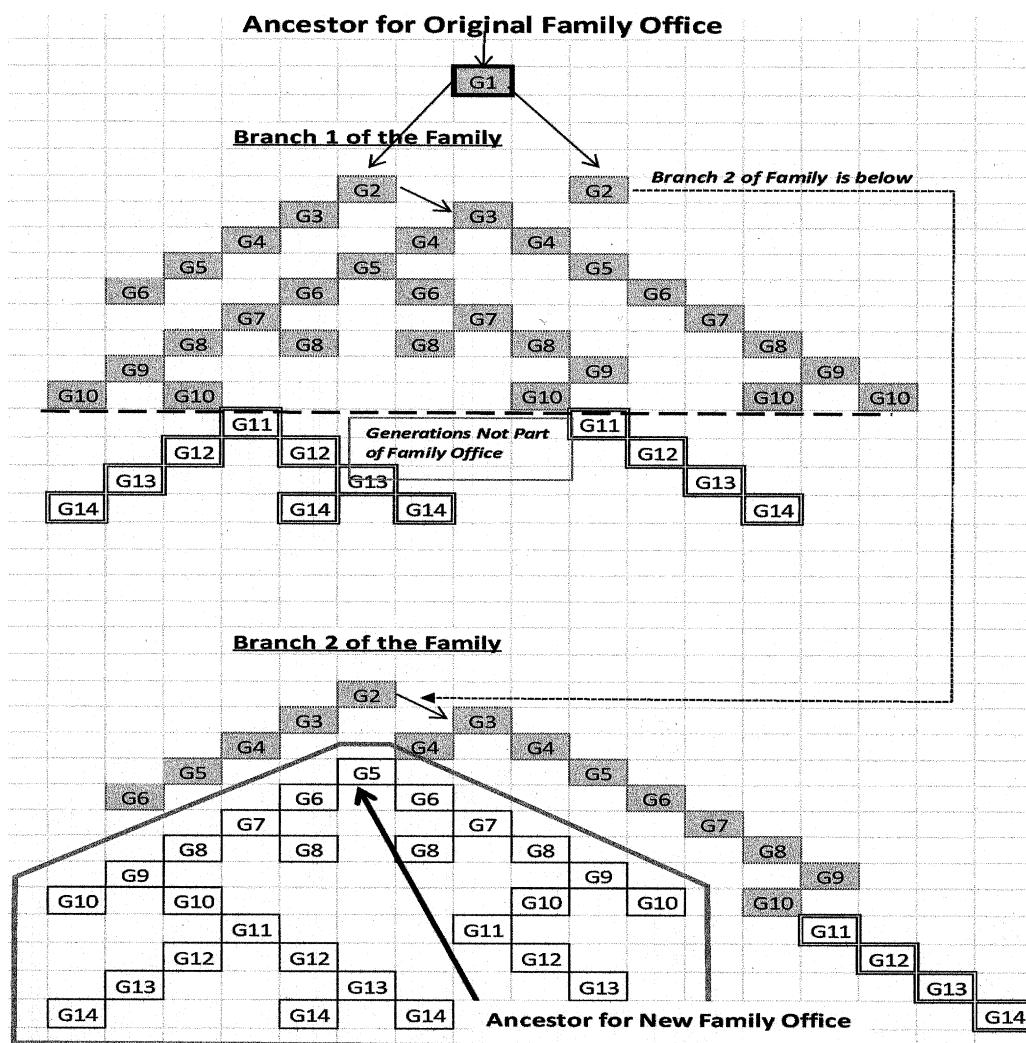 Ancestor for Original Family Office
G1
Branch 1 of the Family
Branch 2 of Family is below
G2 G2
G3 G3
G4 G4 G4
G5 G5 G5
G6 G6 G6 G6
G7 G7 G7
G8 G8 G8 G8 G8
G9 G9 G9
G10 G10 G10 G10 G10
G11 G11
Generations Not Part
of Family Office
G12 G12 G12
G13 G13 G13
G14 G14 G14 G14
Branch 2 of the Family
G2
G3 G3
G4 G4 G4
G5 G5 G5
G6 G6 G6 G6
G7 G7 G7
G8 G8 G8 G8 G8
G9 G9 G9
G10 G10 G10 G10 G10
G11 G11 G11
G12 G12 G12 G12
G13 G13 G13 G13
G14 G14 G14 G14
Ancestor for New Family Office